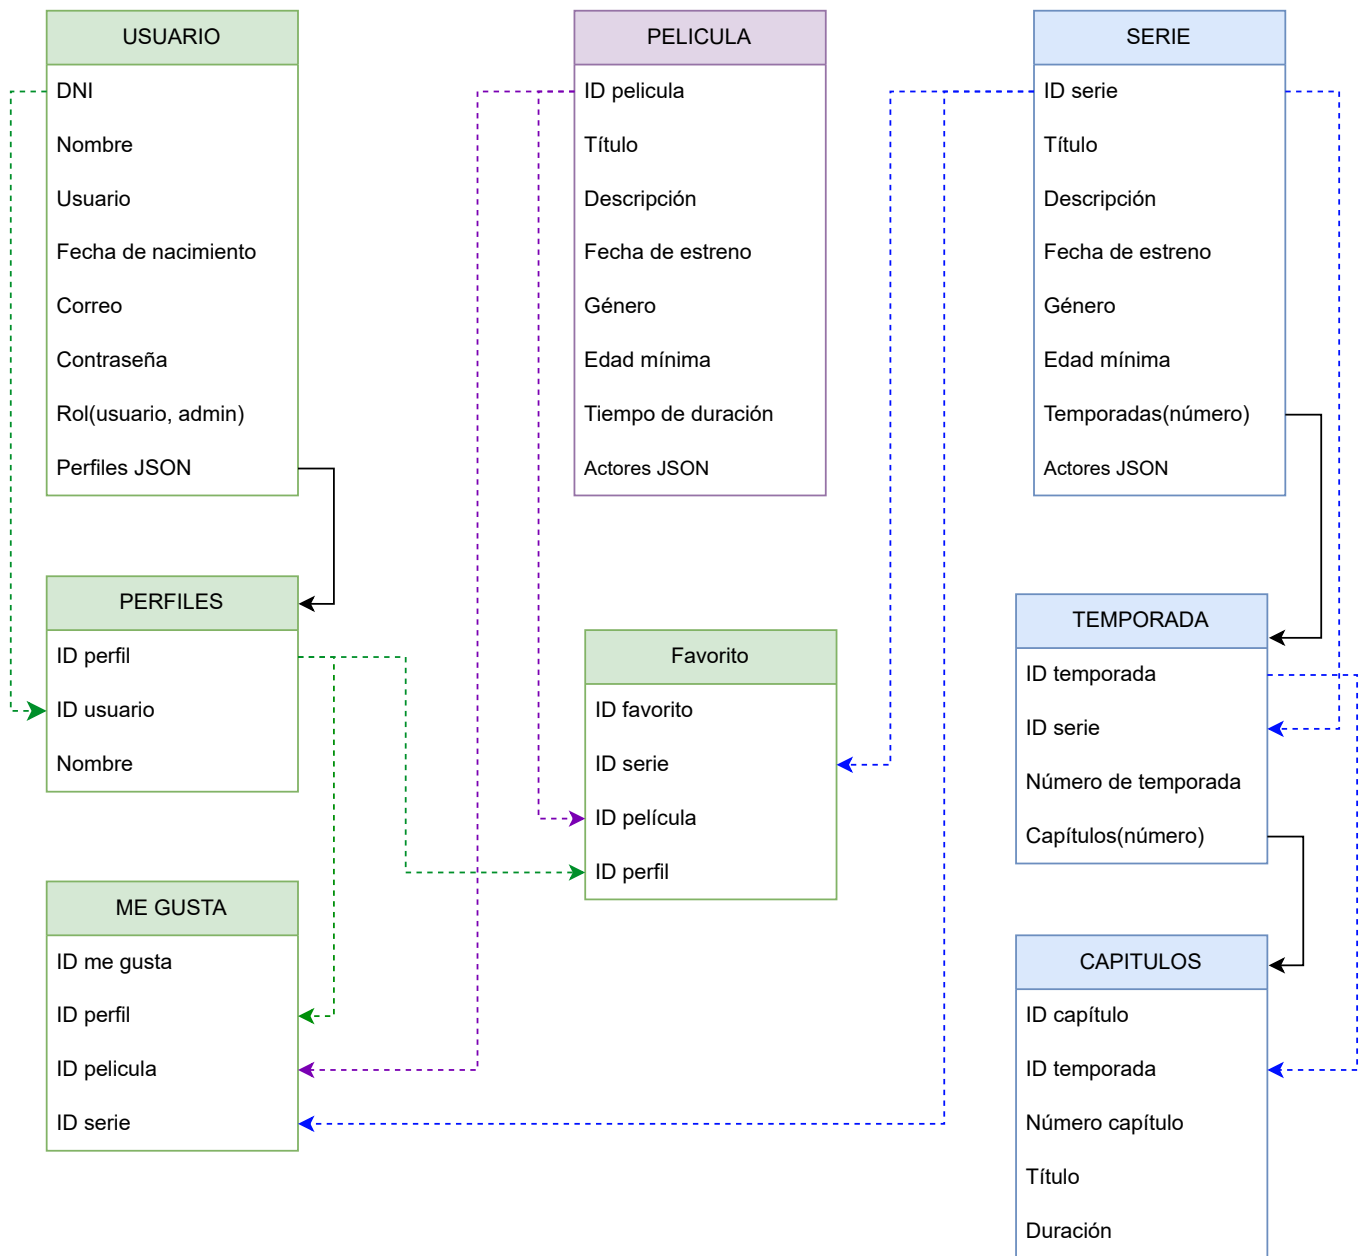 USUARIO
DNI
Nombre
Usuario
Fecha de nacimiento
Correo
Contraseña
Rol(usuario, admin)
Perfiles JSON
PELICULA
ID pelicula
Título
Descripción
Fecha de estreno
Género
Edad mínima
Tiempo de duración
Actores JSON
SERIE
ID serie
Título
Descripción
Fecha de estreno
Género
Edad mínima
Temporadas(número)
Actores JSON
PERFILES
ID perfil
ID usuario
Nombre
Favorito
ID favorito
ID serie
ID película
ID perfil
TEMPORADA
ID temporada
ID serie
Número de temporada
Capítulos(número)
ME GUSTA
ID me gusta
ID perfil
ID pelicula
ID serie
CAPITULOS
ID capítulo
ID temporada
Número capítulo
Título
Duración